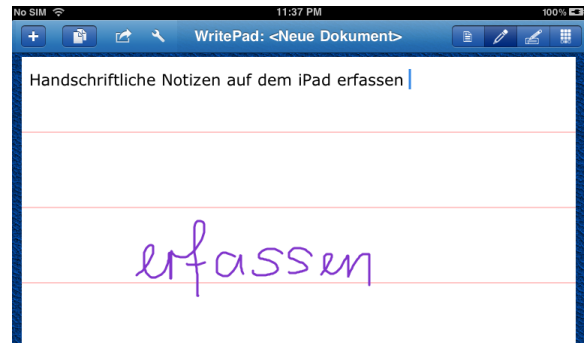 No SIM 11:37 PM 100%
WritePad: <Neue Dokument>
Handschriftliche Notizen auf dem iPad erfassen
erfassen